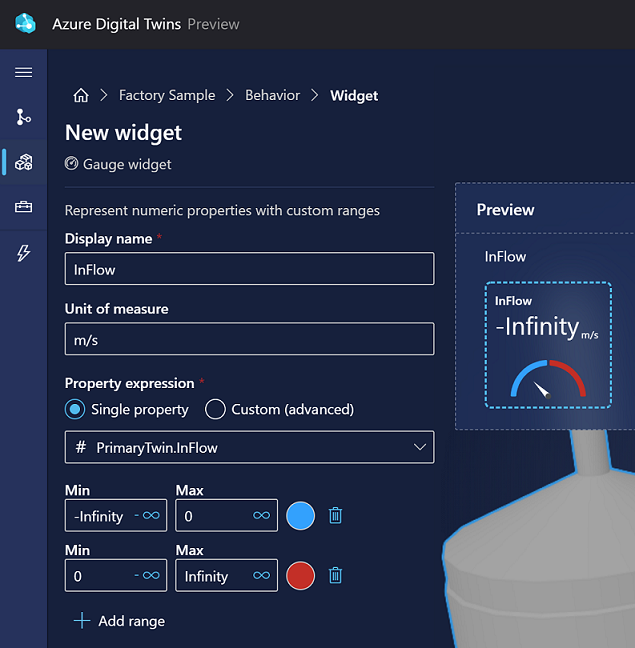 Azure Digital Twins Preview
Factory Sample > Behavior > Widget
New widget
Gauge widget
Represent numeric properties with custom ranges
Display name *
InFlow
Unit of measure
m/s
Property expression *
Single property Custom (advanced)
# PrimaryTwin.InFlow
Min Max
-Infinity -∞ 0 ∞
Min Max
0 -∞ Infinity ∞
+ Add range
Preview
InFlow
InFlow
-Infinity m/s